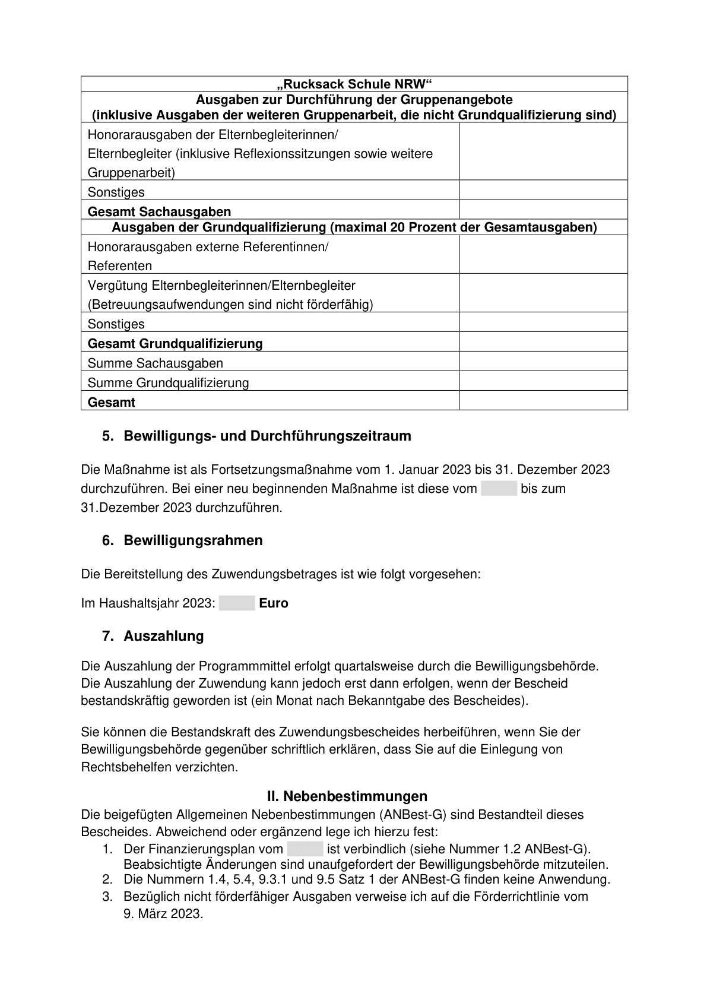 „Rucksack Schule NRW“
Ausgaben zur Durchführung der Gruppenangebote
(inklusive Ausgaben der weiteren Gruppenarbeit, die nicht Grundqualifizierung sind)
Honorarausgaben der Elternbegleiterinnen/
Elternbegleiter (inklusive Reflexionssitzungen sowie weitere
Gruppenarbeit)
Sonstiges
Gesamt Sachausgaben
Ausgaben der Grundqualifizierung (maximal 20 Prozent der Gesamtausgaben)
Honorarausgaben externe Referentinnen/
Referenten
Vergütung Elternbegleiterinnen/Elternbegleiter
(Betreuungsaufwendungen sind nicht förderfähig)
Sonstiges
Gesamt Grundqualifizierung
Summe Sachausgaben
Summe Grundqualifizierung
Gesamt
5. Bewilligungs- und Durchführungszeitraum
Die Maßnahme ist als Fortsetzungsmaßnahme vom 1. Januar 2023 bis 31. Dezember 2023
durchzuführen. Bei einer neu beginnenden Maßnahme ist diese vom bis zum
31.Dezember 2023 durchzuführen.
6. Bewilligungsrahmen
Die Bereitstellung des Zuwendungsbetrages ist wie folgt vorgesehen:
Im Haushaltsjahr 2023: Euro
7. Auszahlung
Die Auszahlung der Programmmittel erfolgt quartalsweise durch die Bewilligungsbehörde.
Die Auszahlung der Zuwendung kann jedoch erst dann erfolgen, wenn der Bescheid
bestandskräftig geworden ist (ein Monat nach Bekanntgabe des Bescheides).
Sie können die Bestandskraft des Zuwendungsbescheides herbeiführen, wenn Sie der
Bewilligungsbehörde gegenüber schriftlich erklären, dass Sie auf die Einlegung von
Rechtsbehelfen verzichten.
II. Nebenbestimmungen
Die beigefügten Allgemeinen Nebenbestimmungen (ANBest-G) sind Bestandteil dieses
Bescheides. Abweichend oder ergänzend lege ich hierzu fest:
1. Der Finanzierungsplan vom ist verbindlich (siehe Nummer 1.2 ANBest-G).
Beabsichtigte Änderungen sind unaufgefordert der Bewilligungsbehörde mitzuteilen.
2. Die Nummern 1.4, 5.4, 9.3.1 und 9.5 Satz 1 der ANBest-G finden keine Anwendung.
3. Bezüglich nicht förderfähiger Ausgaben verweise ich auf die Förderrichtlinie vom
9. März 2023.